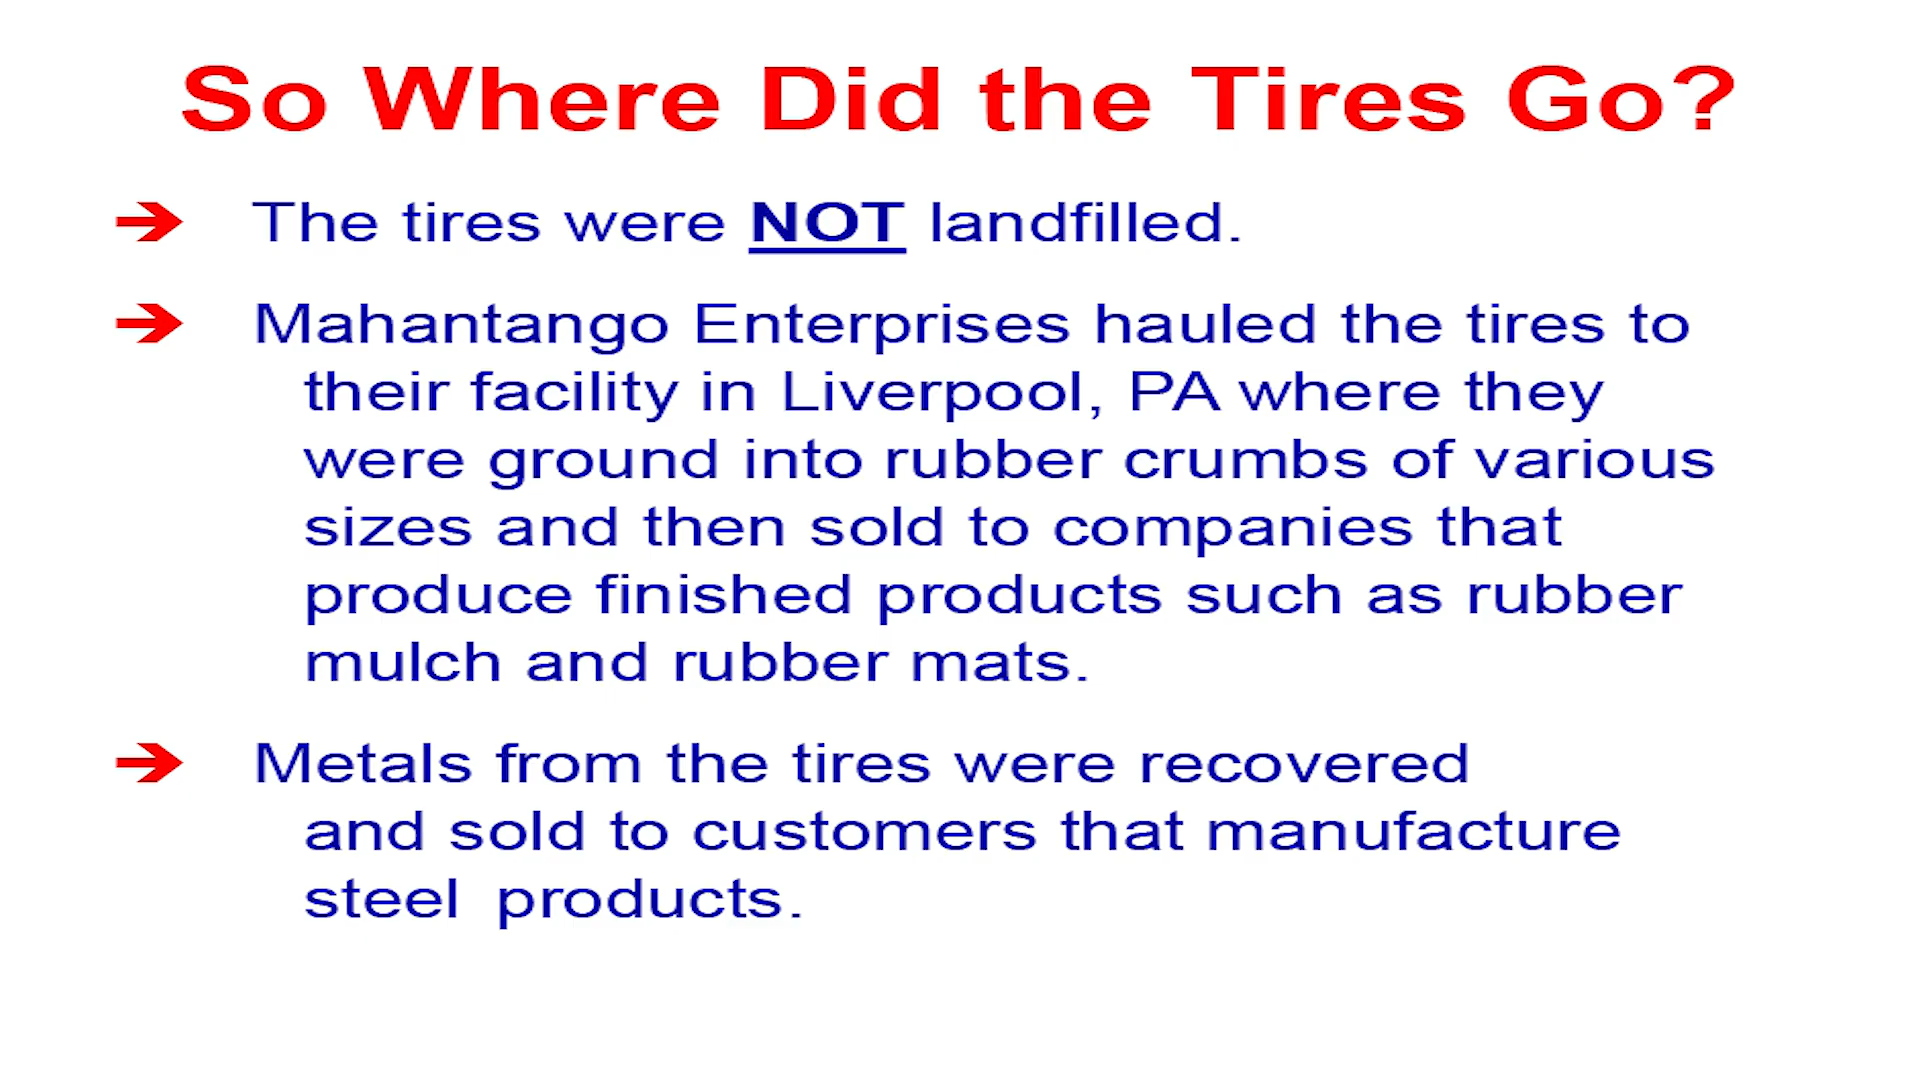 So Where Did the Tires Go?
➔ The tires were NOT landfilled.
➔ Mahantango Enterprises hauled the tires to
their facility in Liverpool, PA where they
were ground into rubber crumbs of various
sizes and then sold to companies that
produce finished products such as rubber
mulch and rubber mats.
➔ Metals from the tires were recovered
and sold to customers that manufacture
steel products.